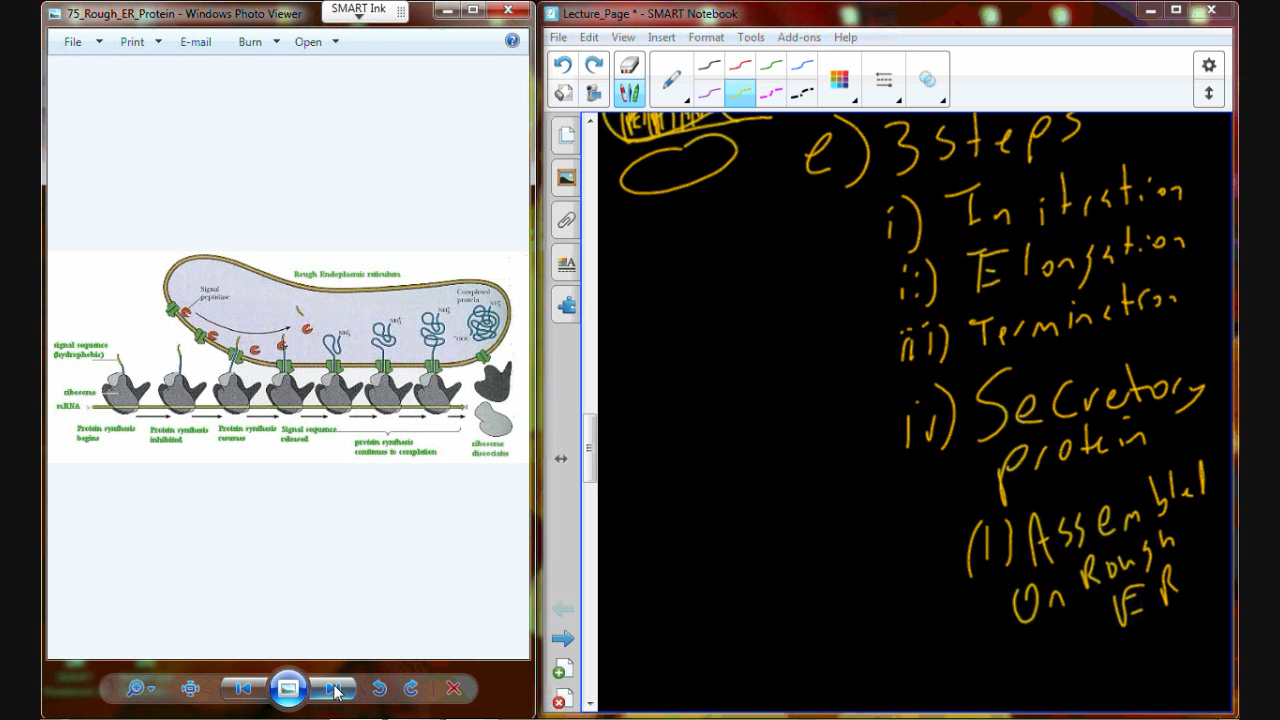 75_Rough_ER_Protein - Windows Photo Viewer
SMART Ink
File Print E-mail Burn Open
Rough Endoplasmic reticulum
Signal
peptidase
Completed
protein
signal sequence
(hydrophobic)
ribosome
mRNA
Protein synthesis
begins
Protein synthesis
inhibited
Protein synthesis
resumes
Signal sequence
released
protein synthesis
continues to completion
ribosome
dissociates
Lecture_Page * - SMART Notebook
File Edit View Insert Format Tools Add-ons Help
e) 3 steps
i) Initiation
ii) Elongation
iii) Termination
iv) Secretory
protein
(1) Assembled
On Rough
ER